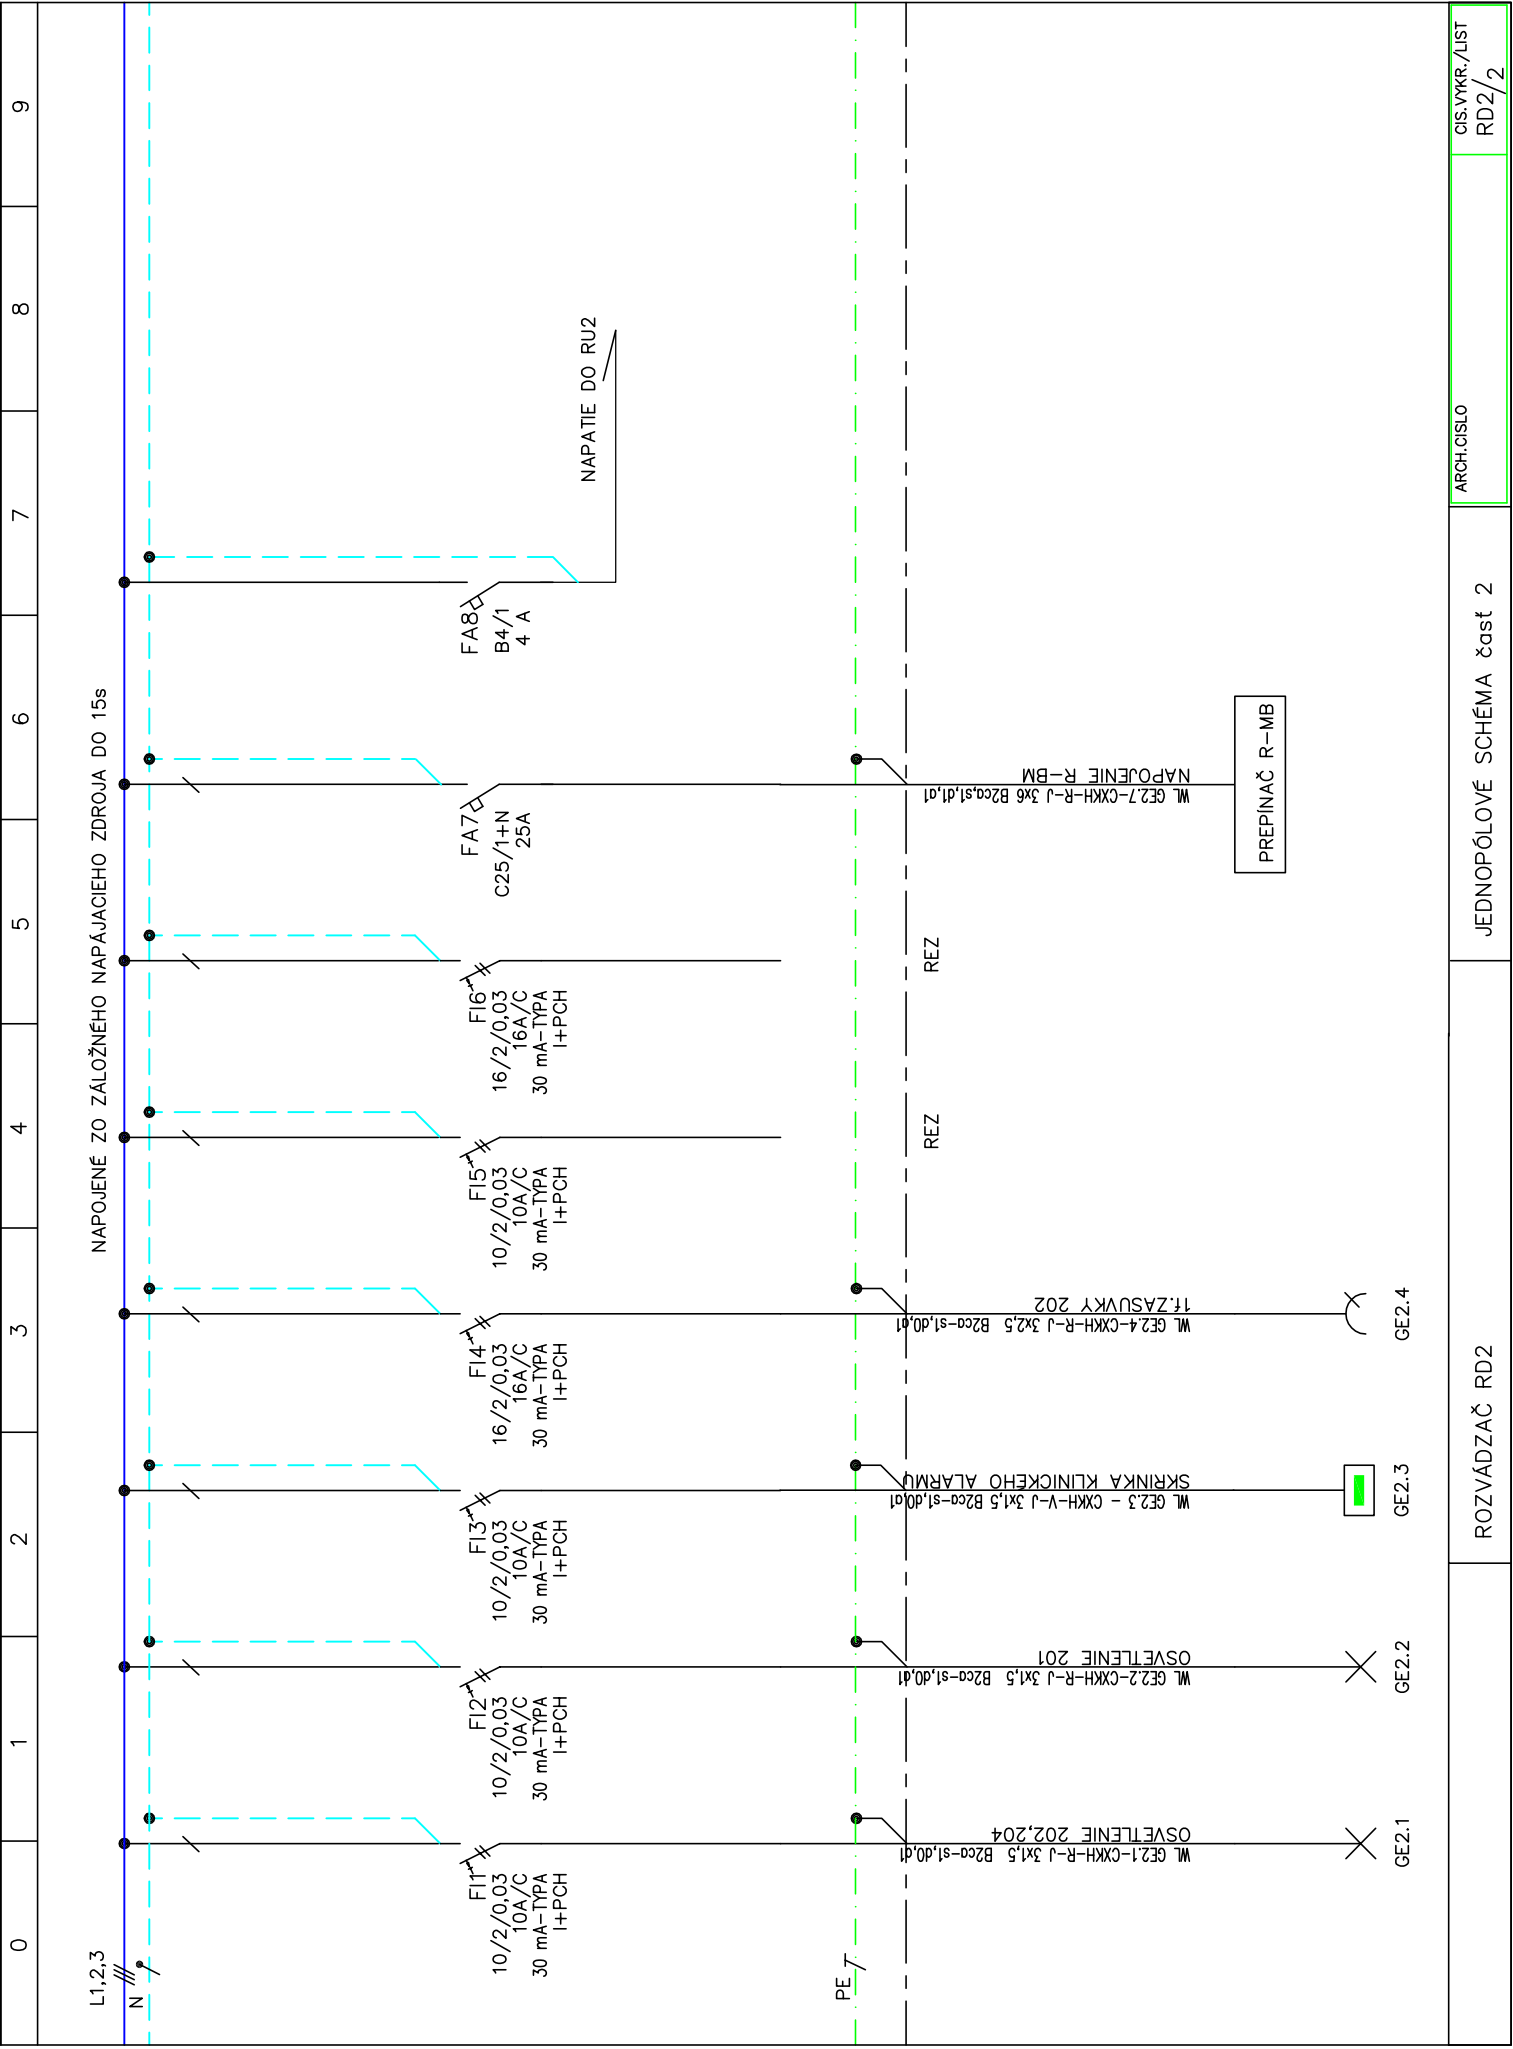 0 1 2 3 4 5 6 7 8 9
NAPOJENÉ ZO ZÁLOŽNÉHO NAPÁJACIEHO ZDROJA DO 15s
L1,2,3
N
PE
FI1
10/2/0,03
10A/C
30 mA-TYPA
I+PCH
FI2
10/2/0,03
10A/C
30 mA-TYPA
I+PCH
FI3
10/2/0,03
10A/C
30 mA-TYPA
I+PCH
FI4
16/2/0,03
16A/C
30 mA-TYPA
I+PCH
FI5
10/2/0,03
10A/C
30 mA-TYPA
I+PCH
FI6
16/2/0,03
16A/C
30 mA-TYPA
I+PCH
FA7
C25/1+N
25A
FA8
B4/1
4 A
NAPATIE DO RU2
OSVETLENIE 202,204
WL GE2.1-CXKH-R-J 3x1,5 B2ca-s1,d0,a1
OSVETLENIE 201
WL GE2.2-CXKH-R-J 3x1,5 B2ca-s1,d0,a1
SKRINKA KLINICKÉHO ALARMU
WL GE2.3 - CXKH-V-J 3x1,5 B2ca-s1,d0,a1
1f.ZASUVKY 202
WL GE2.4-CXKH-R-J 3x2,5 B2ca-s1,d0,a1
REZ
REZ
NAPOJENIE R-BM
WL GE2.7-CXKH-R-J 3x6 B2ca,s1,d1,a1
PREPÍNAČ R-MB
GE2.1
GE2.2
GE2.3
GE2.4
ROZVÁDZAČ RD2
JEDNOPÓLOVÉ SCHÉMA časť 2
ARCH.CISLO
CIS.VYKR./LIST
RD2/2